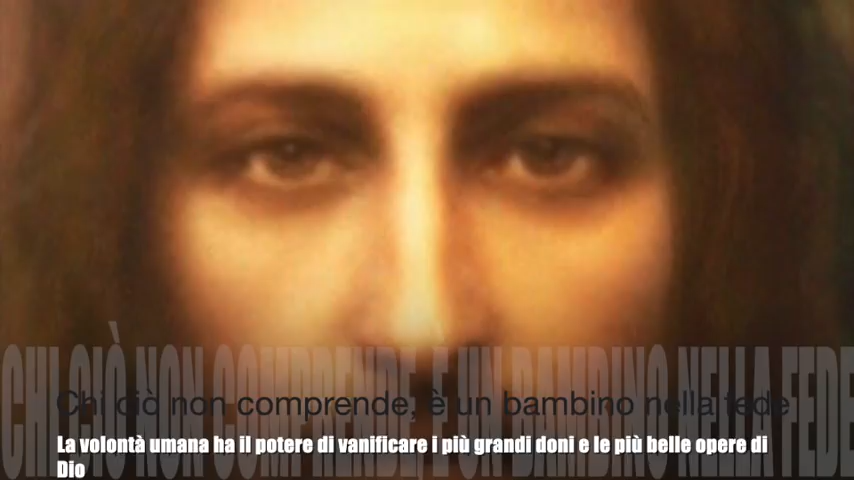 CHI CIÒ NON COMPRENDE, È UN BAMBINO NELLA FEDE
Chi ciò non comprende, è un bambino nella fede
La volontà umana ha il potere di vanificare i più grandi doni e le più belle opere di
Dio